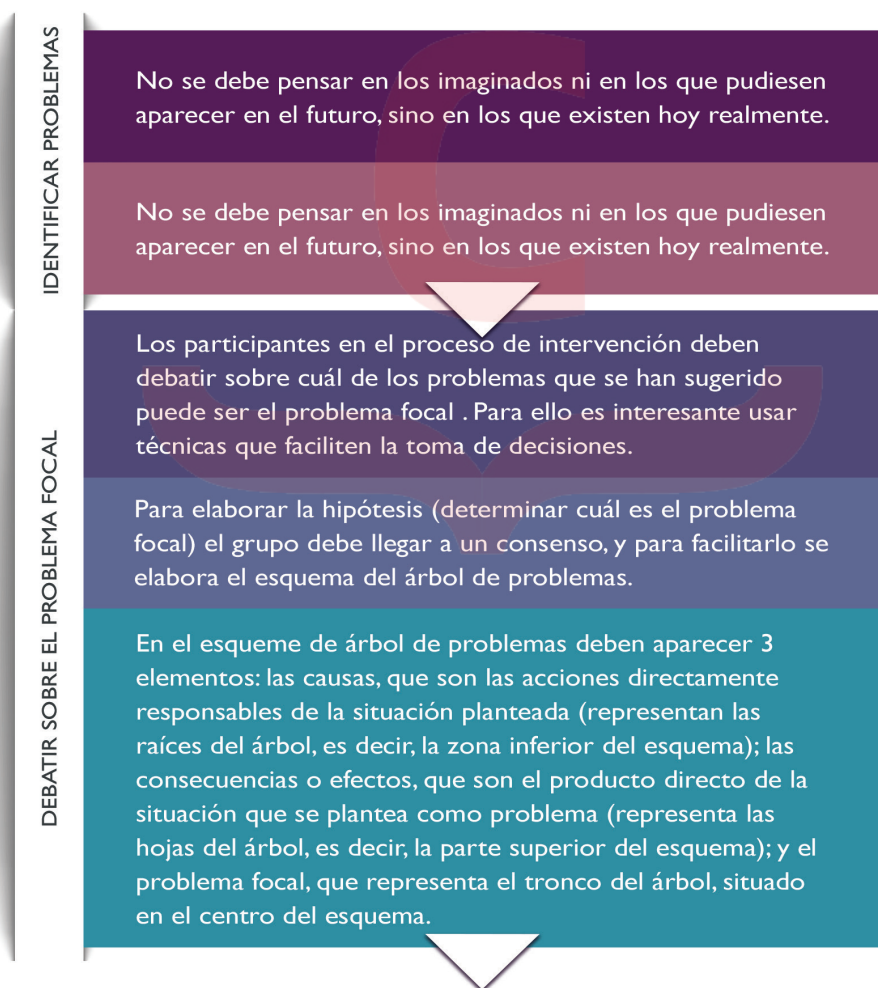 IDENTIFICAR PROBLEMAS
No se debe pensar en los imaginados ni en los que pudiesen
aparecer en el futuro, sino en los que existen hoy realmente.
No se debe pensar en los imaginados ni en los que pudiesen
aparecer en el futuro, sino en los que existen hoy realmente.
DEBATIR SOBRE EL PROBLEMA FOCAL
Los participantes en el proceso de intervención deben
debatir sobre cuál de los problemas que se han sugerido
puede ser el problema focal . Para ello es interesante usar
técnicas que faciliten la toma de decisiones.
Para elaborar la hipótesis (determinar cuál es el problema
focal) el grupo debe llegar a un consenso, y para facilitarlo se
elabora el esquema del árbol de problemas.
En el esqueme de árbol de problemas deben aparecer 3
elementos: las causas, que son las acciones directamente
responsables de la situación planteada (representan las
raíces del árbol, es decir, la zona inferior del esquema); las
consecuencias o efectos, que son el producto directo de la
situación que se plantea como problema (representa las
hojas del árbol, es decir, la parte superior del esquema); y el
problema focal, que representa el tronco del árbol, situado
en el centro del esquema.